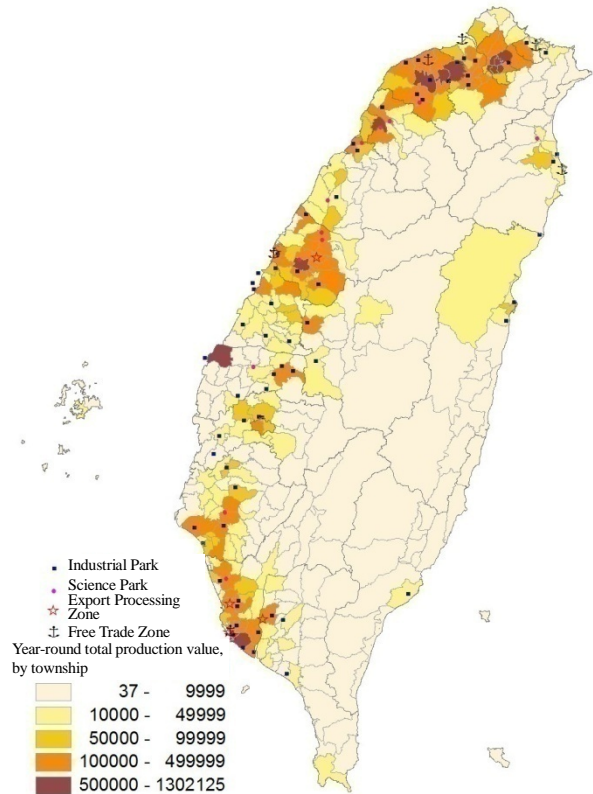 Industrial Park
Science Park
Export Processing
Zone
Free Trade Zone
Year-round total production value,
by township
37 - 9999
10000 - 49999
50000 - 99999
100000 - 499999
500000 - 1302125